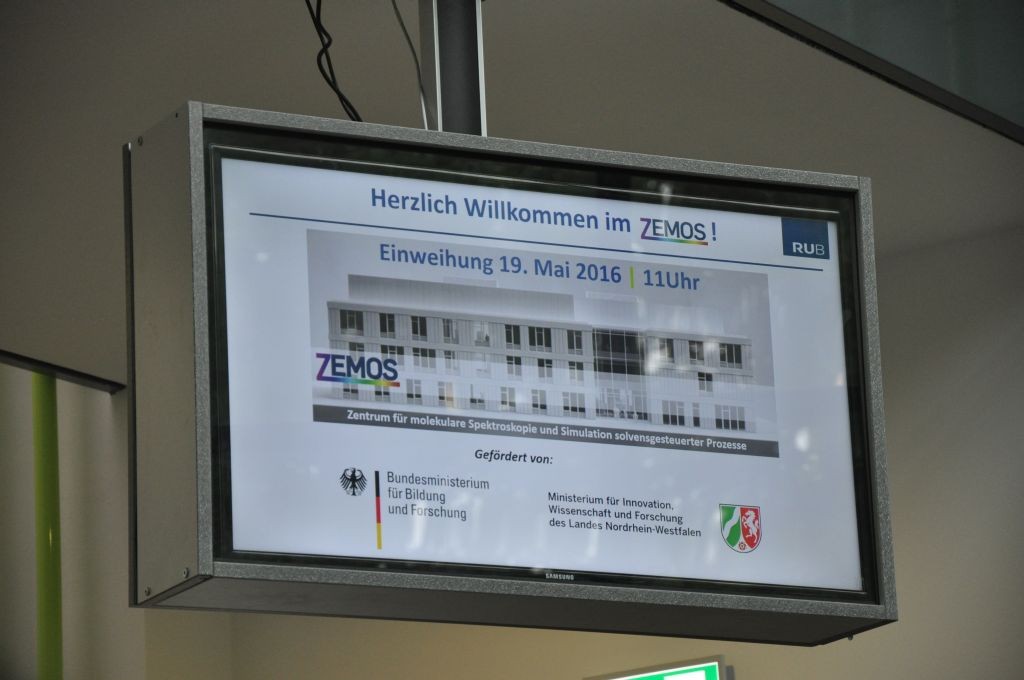 Herzlich Willkommen im ZEMOS!
RUB
Einweihung 19. Mai 2016 | 11Uhr
ZEMOS
Zentrum für molekulare Spektroskopie und Simulation solvensgesteuerter Prozesse
Gefördert von:
Bundesministerium
für Bildung
und Forschung
Ministerium für Innovation,
Wissenschaft und Forschung
des Landes Nordrhein-Westfalen
SAMSUNG